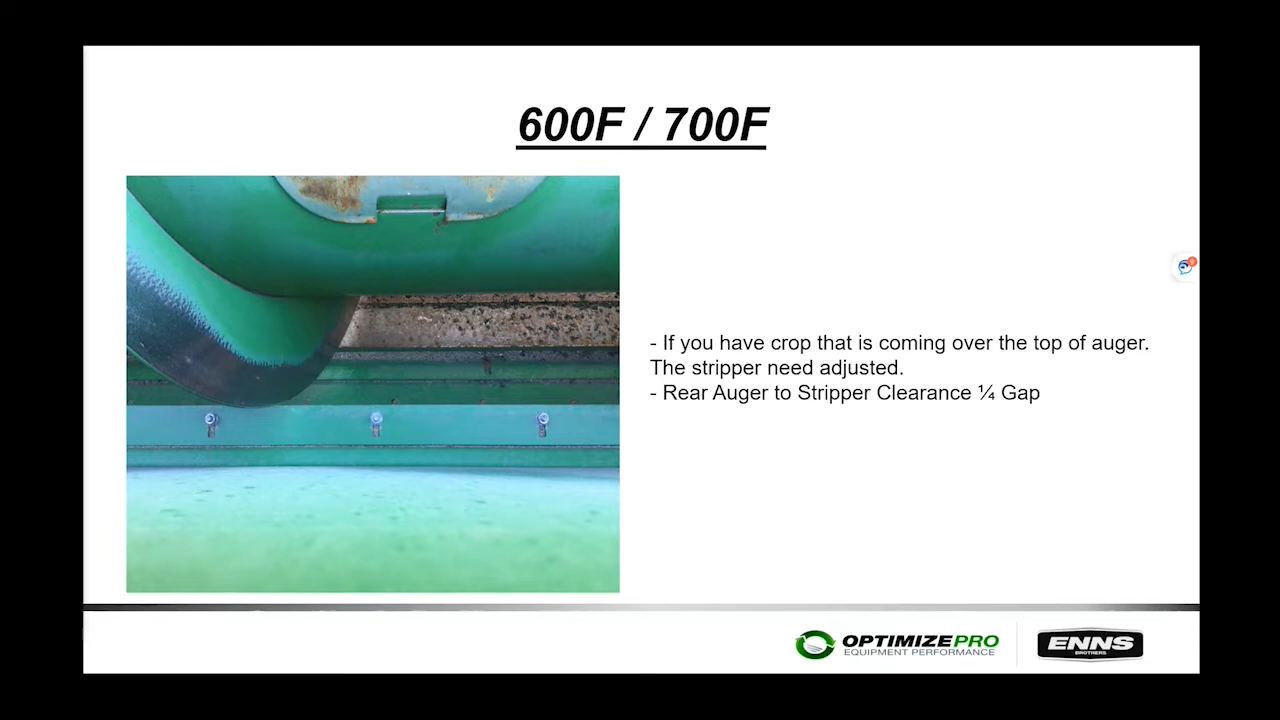 600F / 700F
- If you have crop that is coming over the top of auger.
The stripper need adjusted.
- Rear Auger to Stripper Clearance ¼ Gap
OPTIMIZEPRO
EQUIPMENT PERFORMANCE
ENNS
BROTHERS